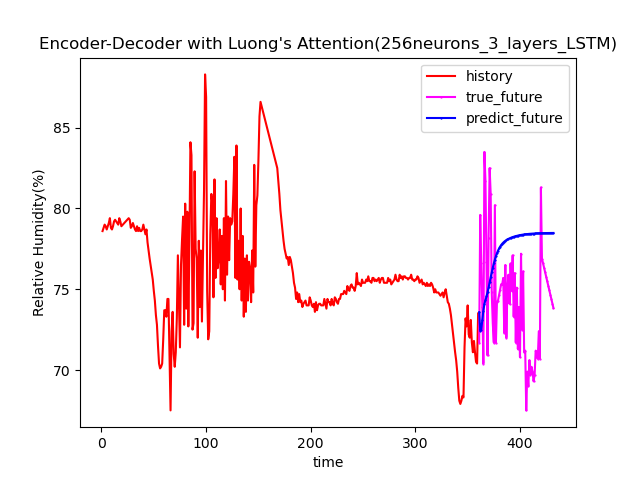 Encoder-Decoder with Luong's Attention(256neurons_3_layers_LSTM)
history
true_future
predict_future
Relative Humidity(%)
85
80
75
70
0 100 200 300 400
time